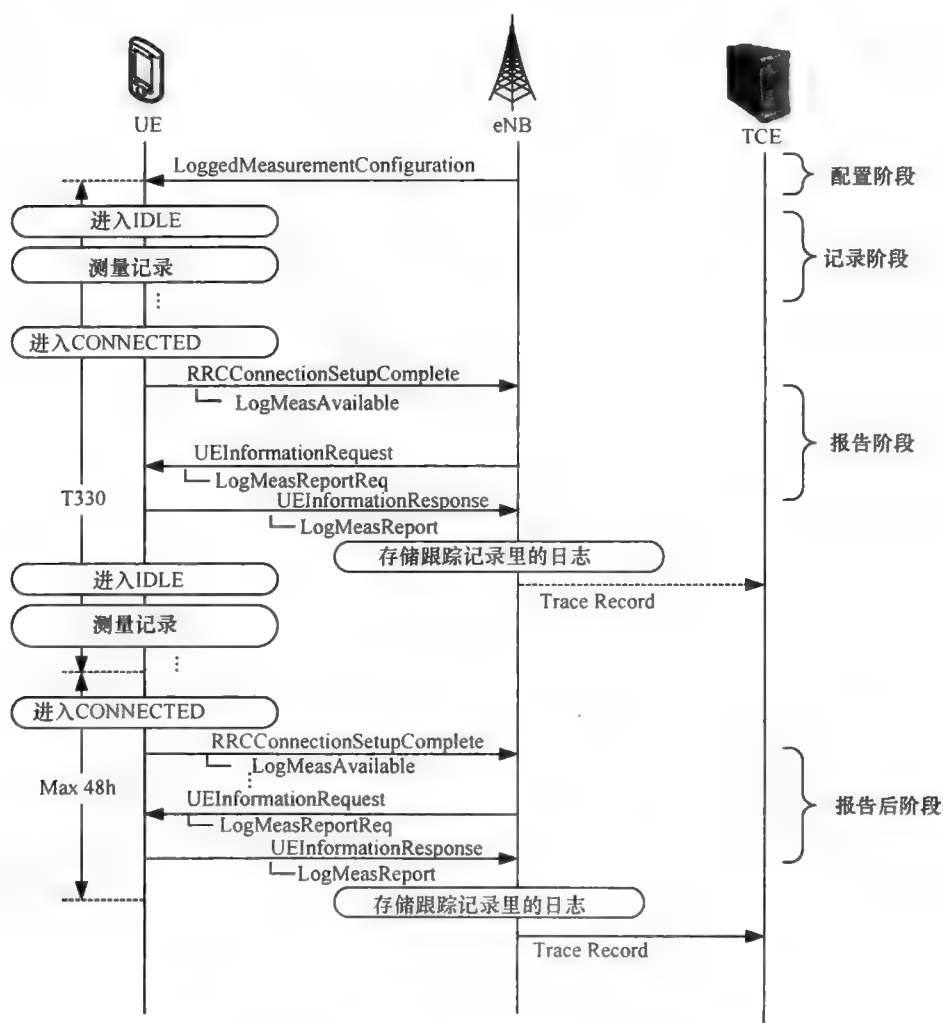 UE
eNB
TCE
LoggedMeasurementConfiguration
配置阶段
进入IDLE
测量记录
记录阶段
进入CONNECTED
RRCConnectionSetupComplete
LogMeasAvailable
报告阶段
UEInformationRequest
LogMeasReportReq
T330
UEInformationResponse
LogMeasReport
存储跟踪记录里的日志
进入IDLE
Trace Record
测量记录
进入CONNECTED
RRCConnectionSetupComplete
LogMeasAvailable
Max 48h
UEInformationRequest
报告后阶段
LogMeasReportReq
UEInformationResponse
LogMeasReport
存储跟踪记录里的日志
Trace Record